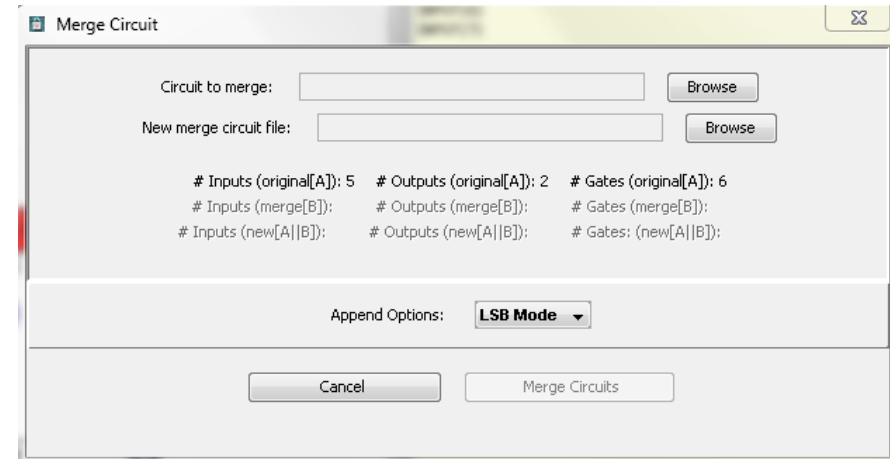 Merge Circuit
Circuit to merge: Browse
New merge circuit file: Browse
# Inputs (original[A]): 5 # Outputs (original[A]): 2 # Gates (original[A]): 6
# Inputs (merge[B]): # Outputs (merge[B]): # Gates (merge[B]):
# Inputs (new[A||B]): # Outputs (new[A||B]): # Gates: (new[A||B]):
Append Options: LSB Mode
Cancel Merge Circuits